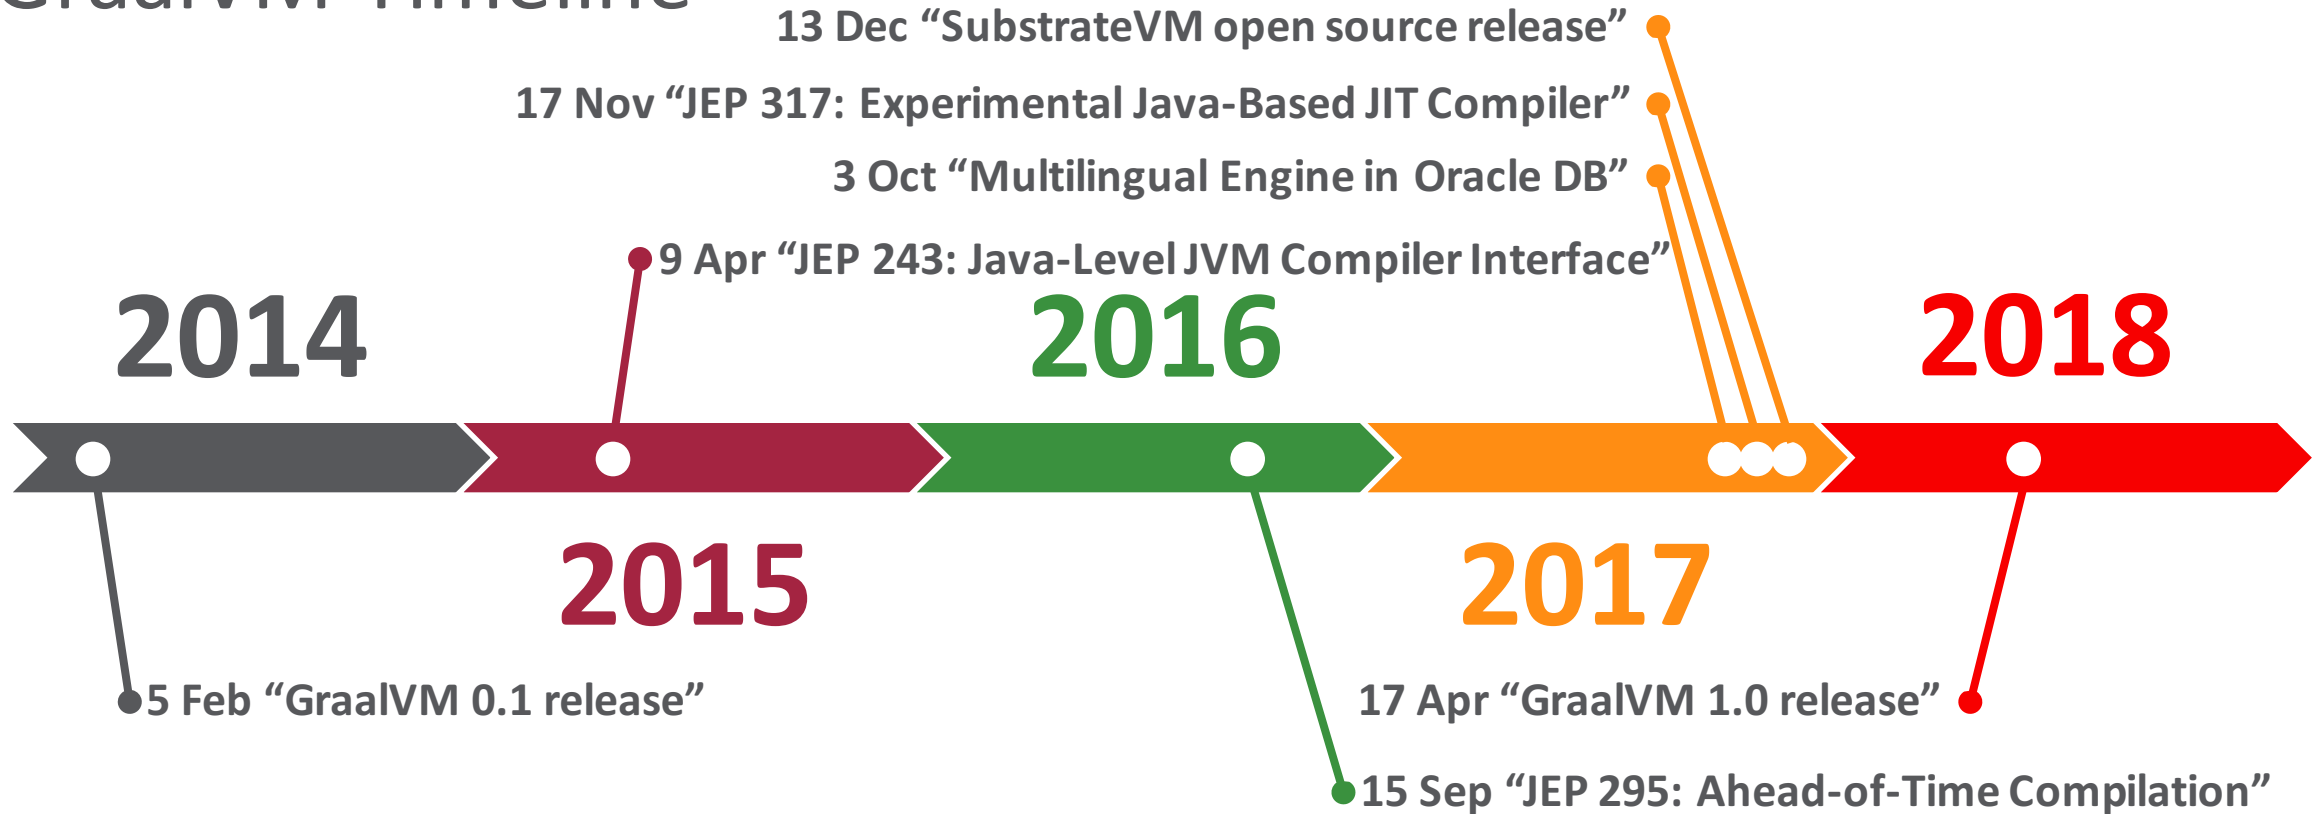 GraalVM Timeline
13 Dec “SubstrateVM open source release”
17 Nov “JEP 317: Experimental Java-Based JIT Compiler”
3 Oct “Multilingual Engine in Oracle DB”
9 Apr “JEP 243: Java-Level JVM Compiler Interface”
2014
2016
2018
2015
2017
5 Feb “GraalVM 0.1 release”
17 Apr “GraalVM 1.0 release”
15 Sep “JEP 295: Ahead-of-Time Compilation”